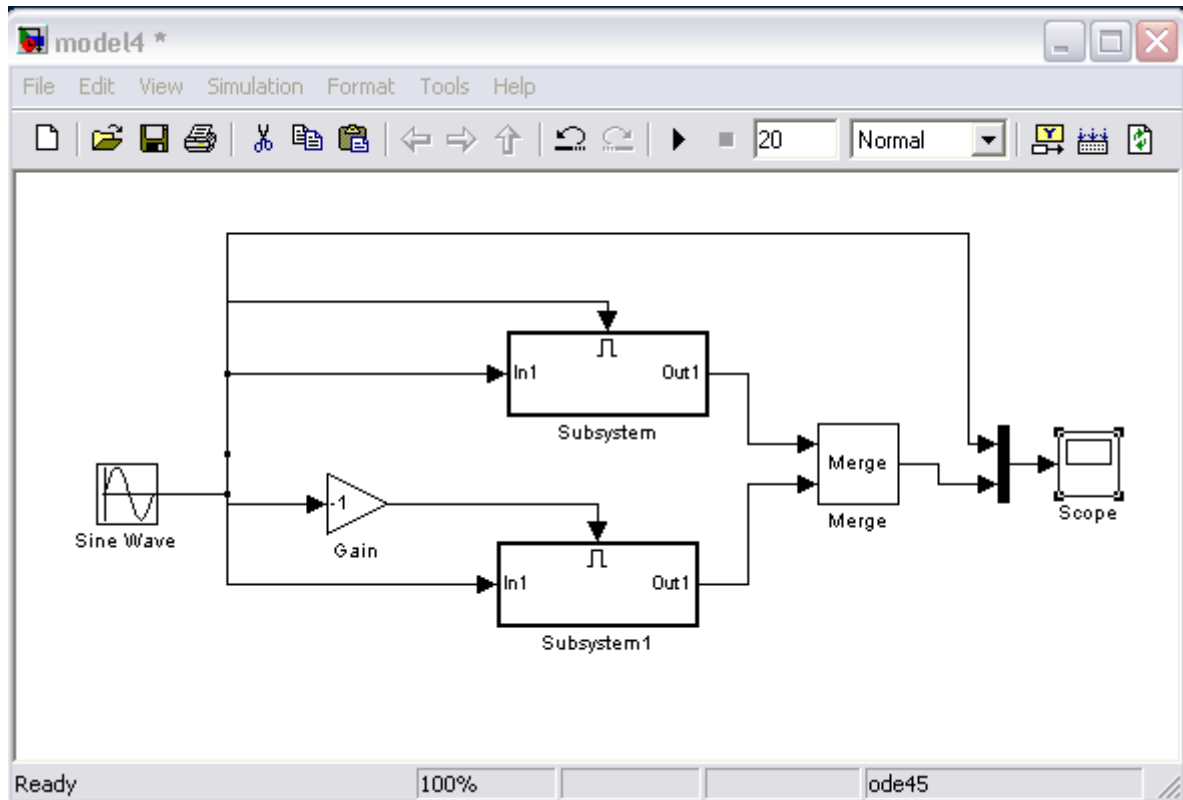 model4 *
File Edit View Simulation Format Tools Help
20 Normal
In1 Out1
Subsystem
Merge
Merge
Scope
Sine Wave
-1
Gain
In1 Out1
Subsystem1
Ready 100% ode45